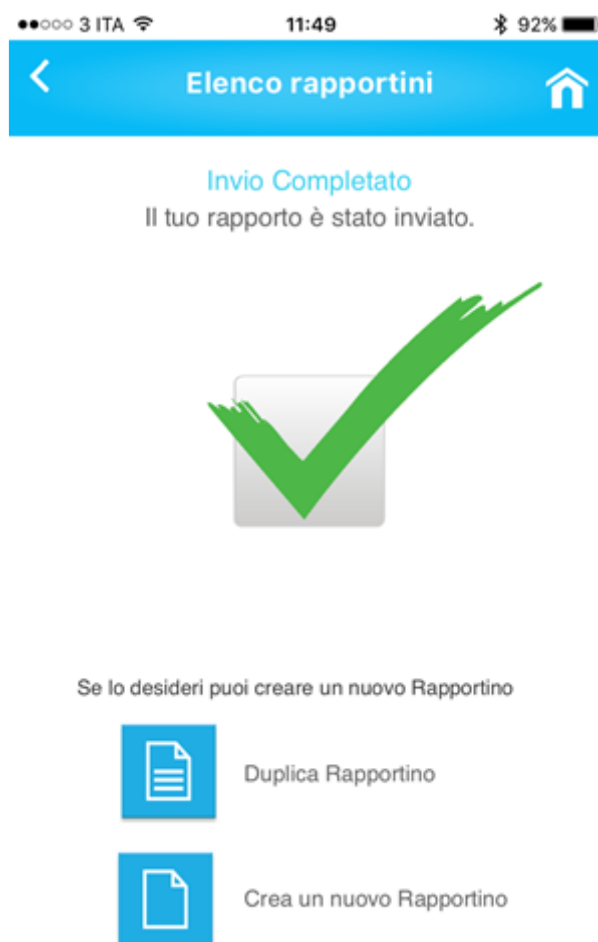 3 ITA 11:49 92%
Elenco rapportini
Invio Completato
Il tuo rapporto è stato inviato.
Se lo desideri puoi creare un nuovo Rapportino
Duplica Rapportino
Crea un nuovo Rapportino